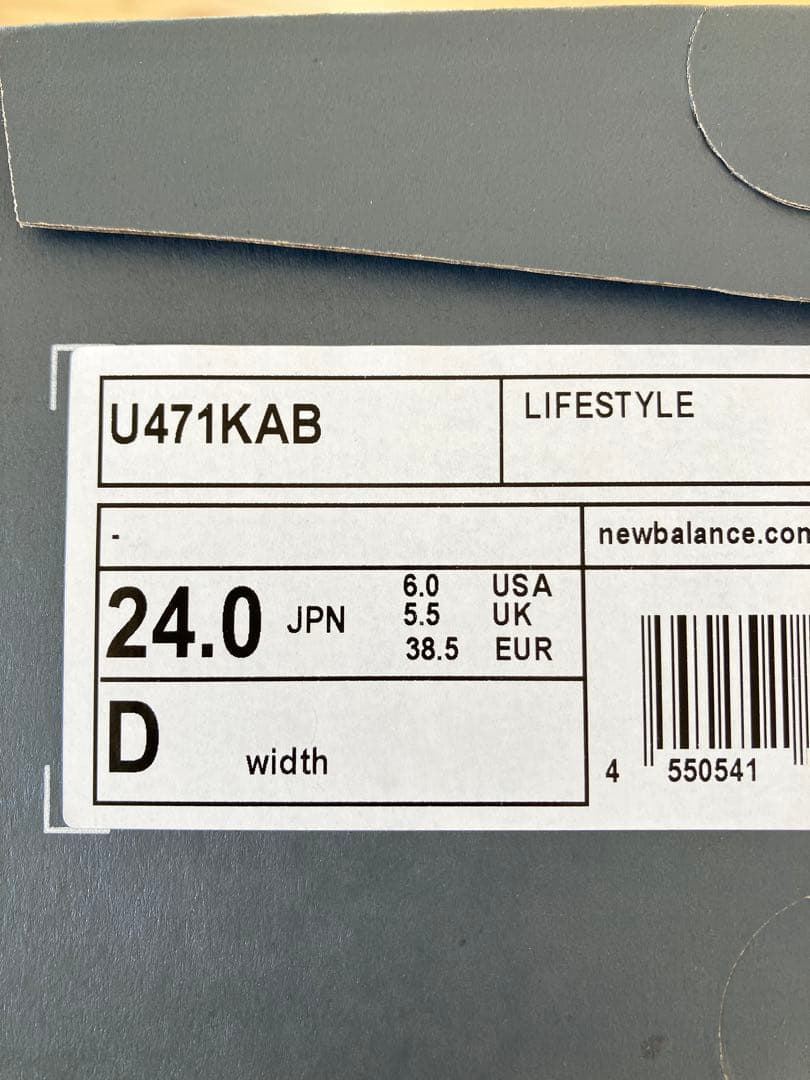 U471KAB
LIFESTYLE
-
newbalance.com
24.0 JPN
6.0 USA
5.5 UK
38.5 EUR
D width
4 550541